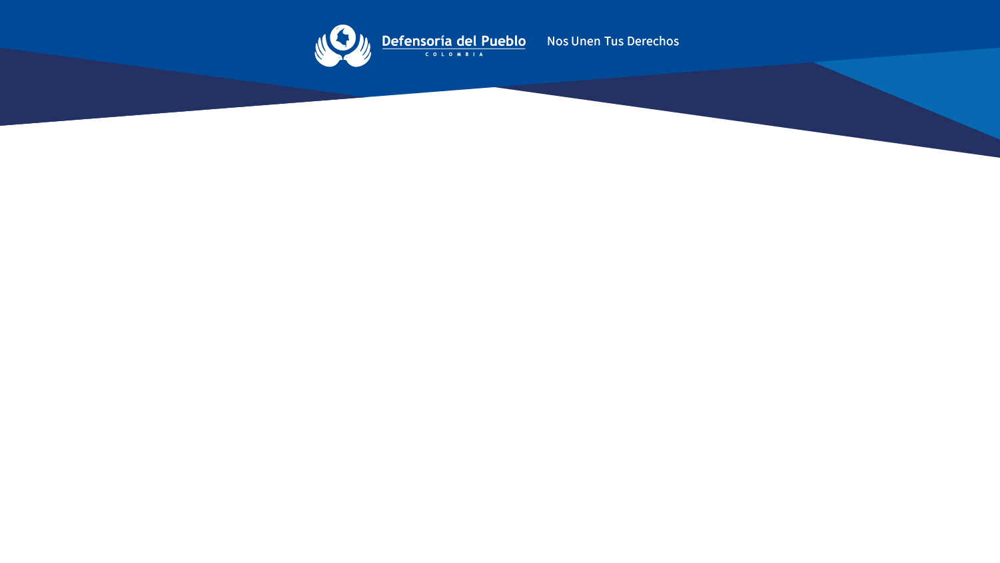 Defensoría del Pueblo
COLOMBIA
Nos Unen Tus Derechos